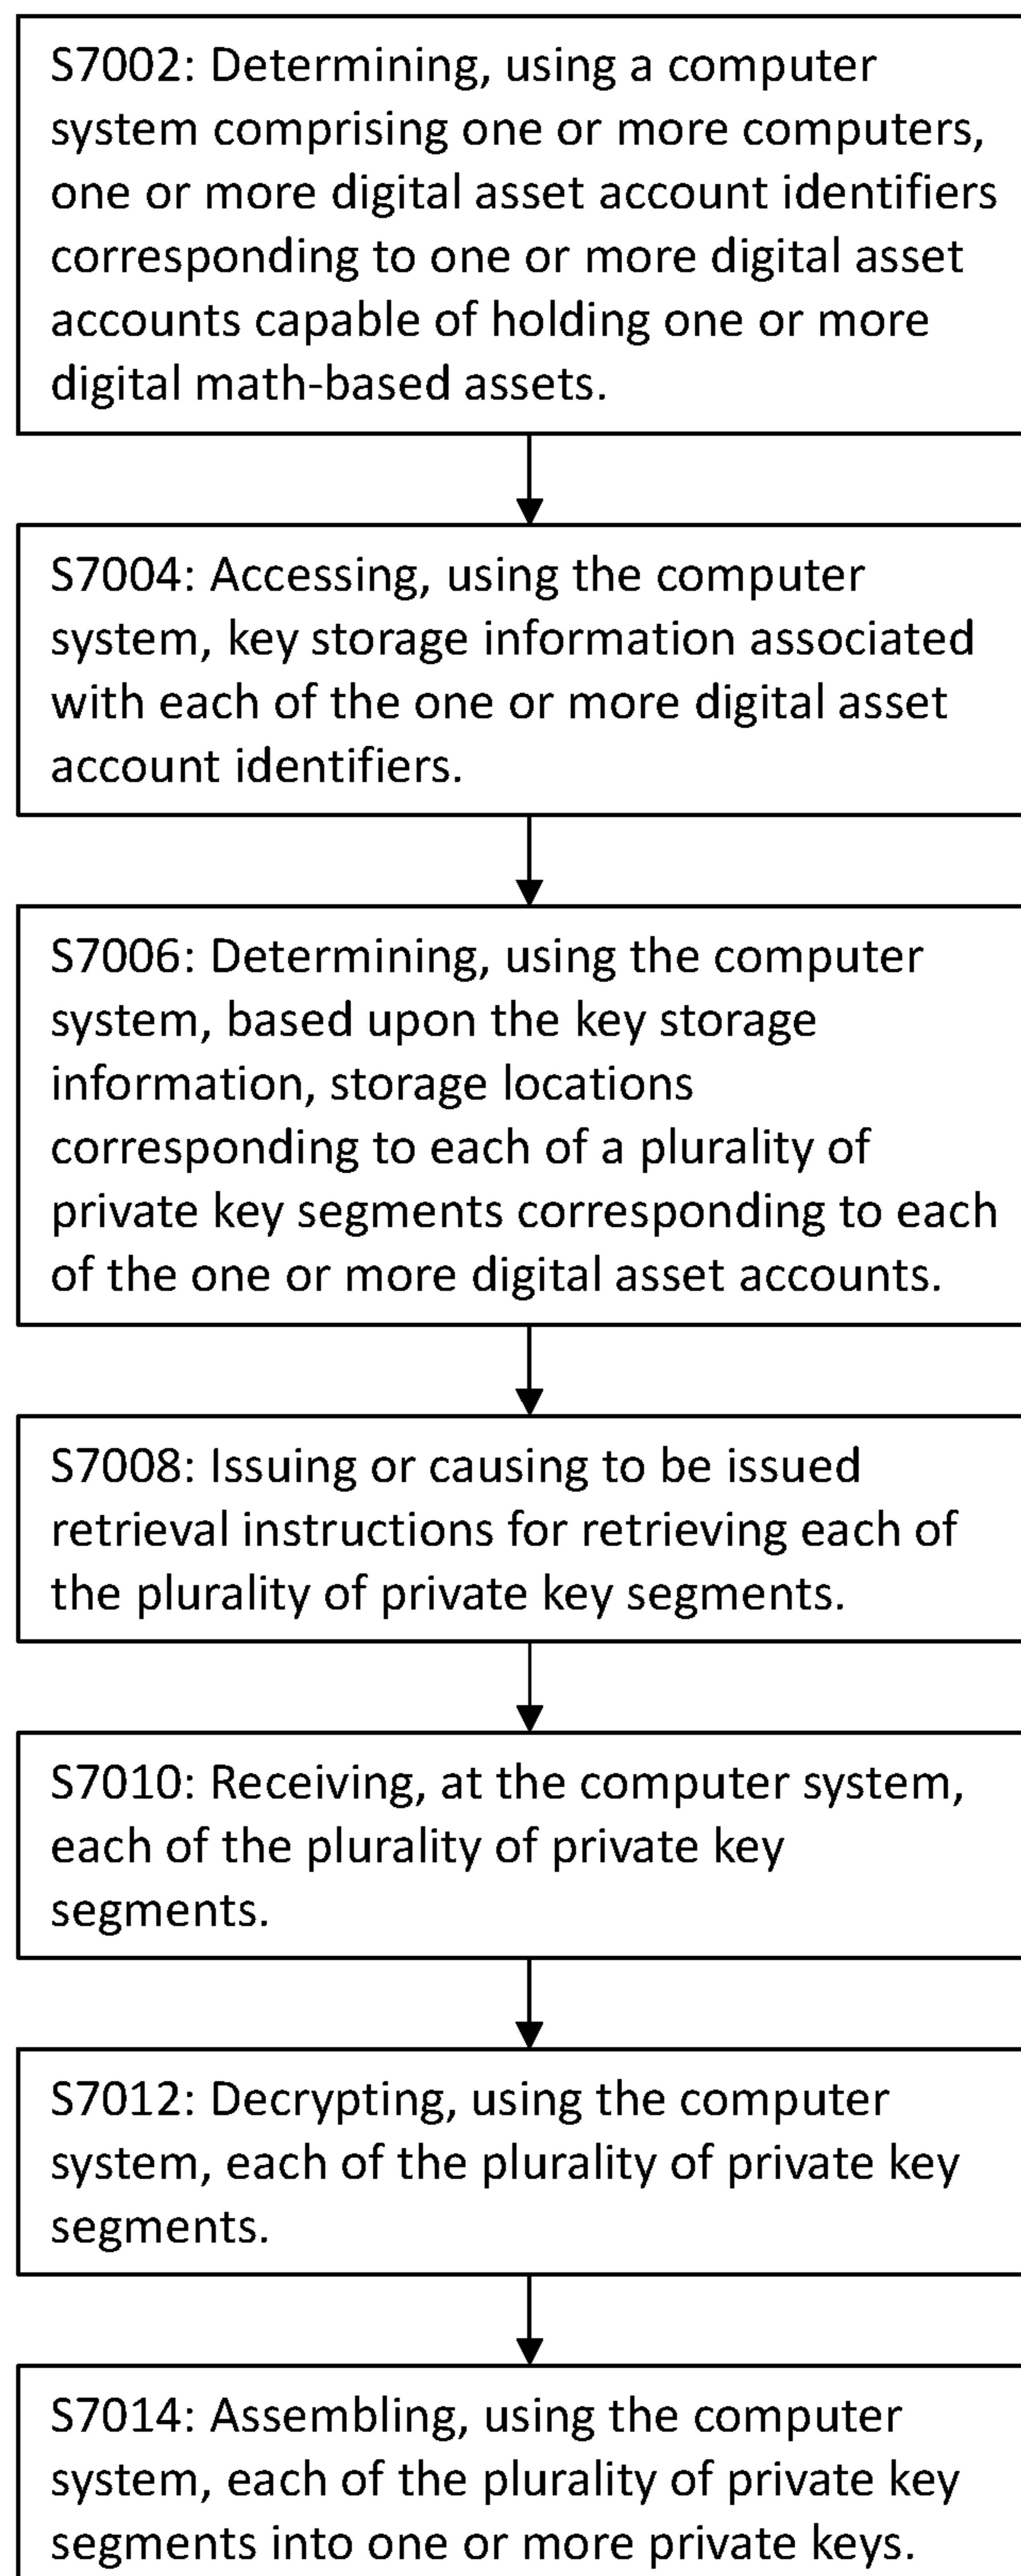 S7002: Determining, using a computer
system comprising one or more computers,
one or more digital asset account identifiers
corresponding to one or more digital asset
accounts capable of holding one or more
digital math-based assets.
S7004: Accessing, using the computer
system, key storage information associated
with each of the one or more digital asset
account identifiers.
S7006: Determining, using the computer
system, based upon the key storage
information, storage locations
corresponding to each of a plurality of
private key segments corresponding to each
of the one or more digital asset accounts.
S7008: Issuing or causing to be issued
retrieval instructions for retrieving each of
the plurality of private key segments.
S7010: Receiving, at the computer system,
each of the plurality of private key
segments.
S7012: Decrypting, using the computer
system, each of the plurality of private key
segments.
S7014: Assembling, using the computer
system, each of the plurality of private key
segments into one or more private keys.